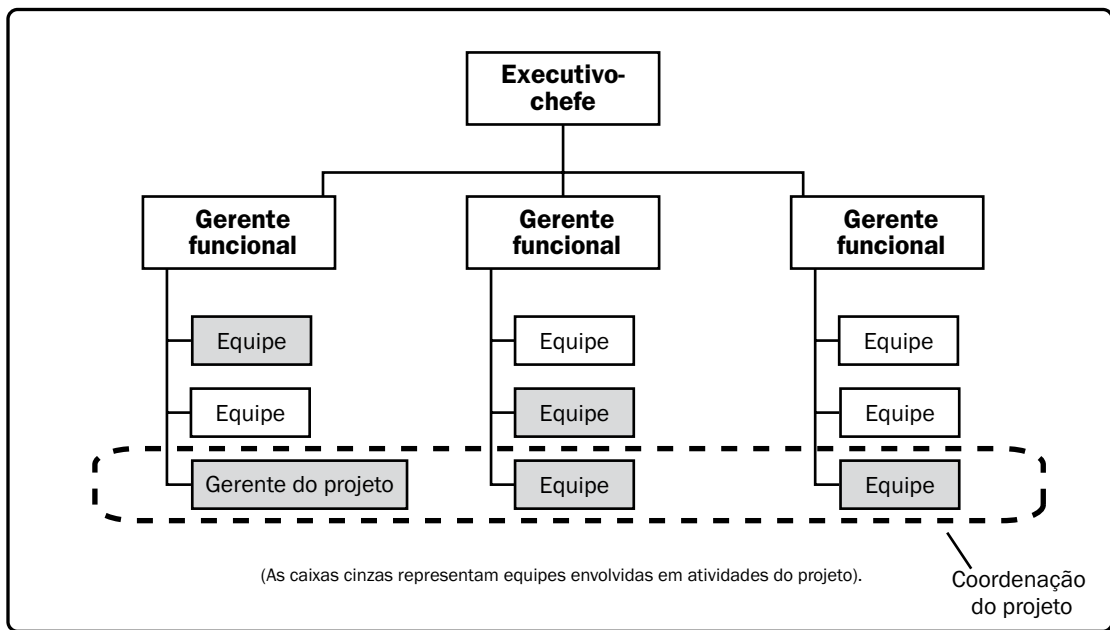 Executivo-
chefe
Gerente
funcional
Gerente
funcional
Gerente
funcional
Equipe
Equipe
Equipe
Equipe
Equipe
Equipe
Gerente do projeto
Equipe
Equipe
(As caixas cinzas representam equipes envolvidas em atividades do projeto).
Coordenação
do projeto